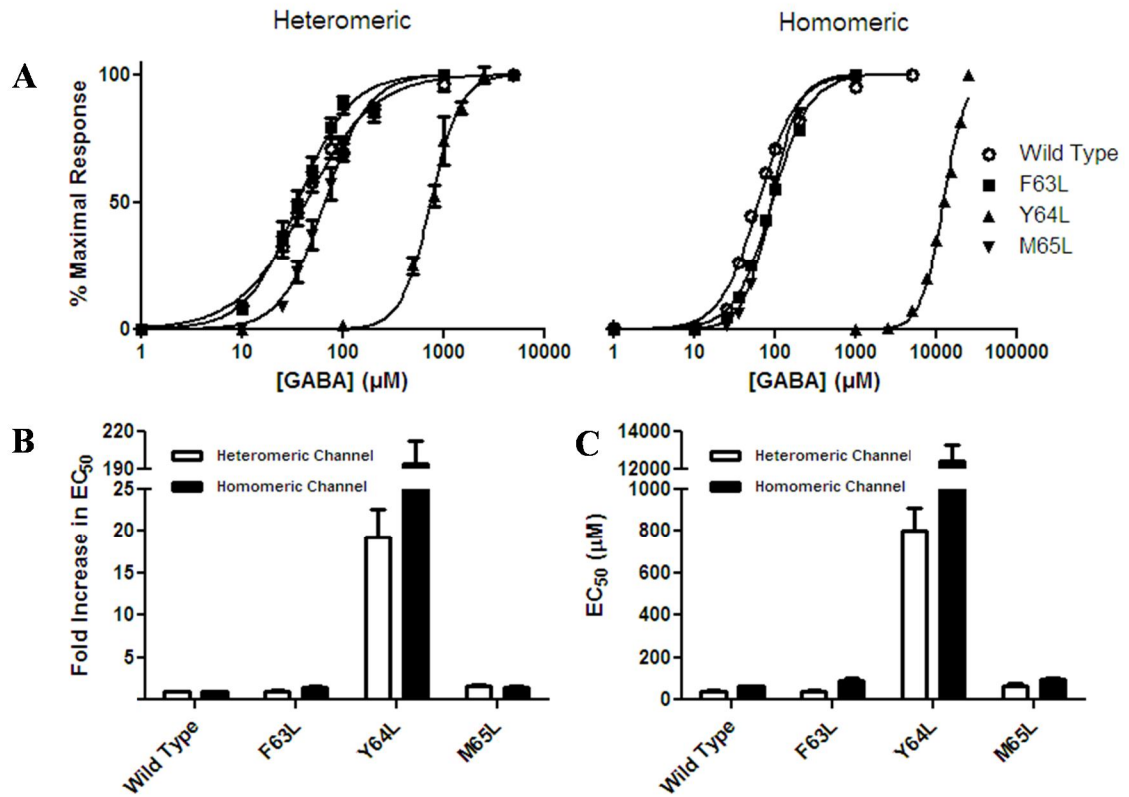 Heteromeric
Homomeric
A
% Maximal Response
100
50
0
1
10
100
1000
10000
[GABA] (µM)
1
10
100
1000
10000
100000
[GABA] (µM)
Wild Type
F63L
Y64L
M65L
B
Fold Increase in EC50
220
190
25
20
15
10
5
Heteromeric Channel
Homomeric Channel
Wild Type
F63L
Y64L
M65L
C
EC50 (µM)
14000
12000
1000
800
600
400
200
0
Heteromeric Channel
Homomeric Channel
Wild Type
F63L
Y64L
M65L